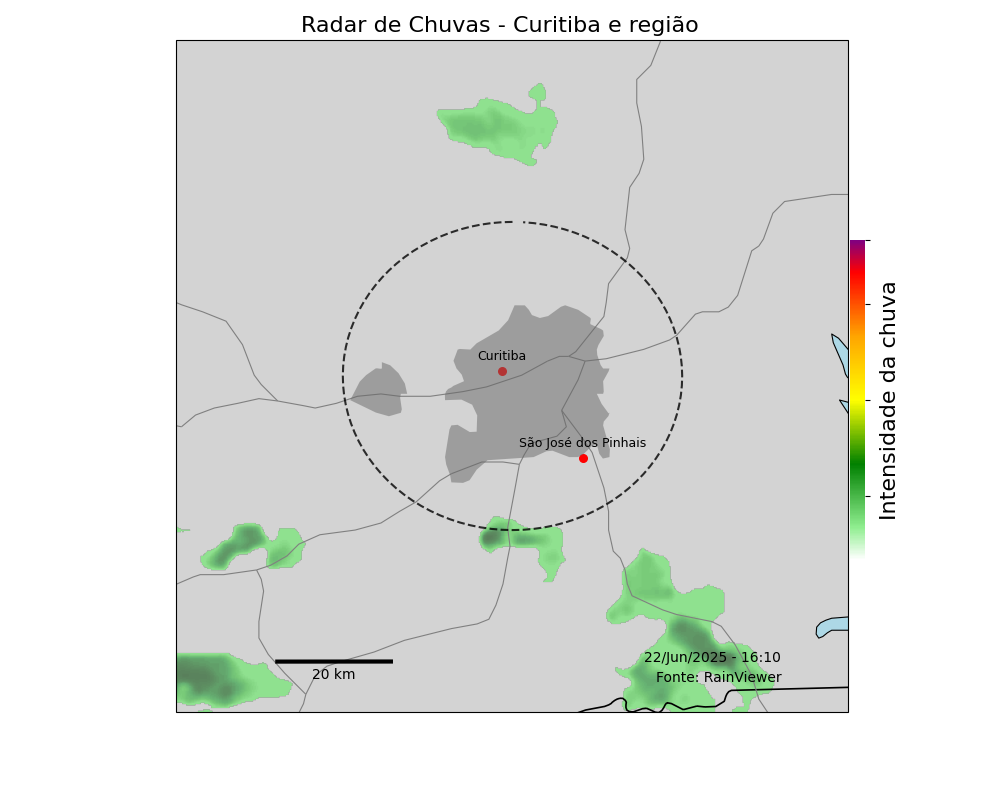 Radar de Chuvas - Curitiba e região
Curitiba
São José dos Pinhais
Intensidade da chuva
22/Jun/2025 - 16:10
20 km
Fonte: RainViewer